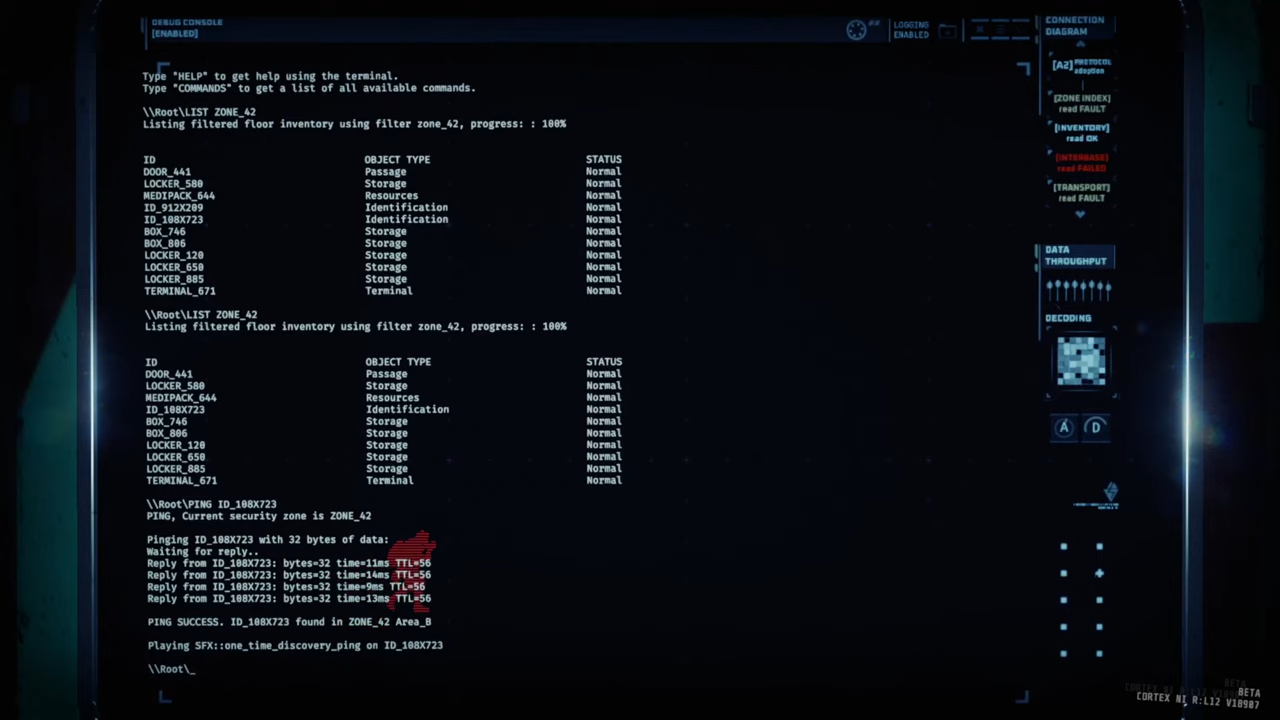 DEBUG CONSOLE
[ENABLED]
LOGGING
ENABLED
Type "HELP" to get help using the terminal.
Type "COMMANDS" to get a list of all available commands.
\\Root\LIST ZONE_42
Listing filtered floor inventory using filter zone_42, progress: : 100%
ID OBJECT TYPE STATUS
DOOR_441 Passage Normal
LOCKER_580 Storage Normal
MEDIPACK_644 Resources Normal
ID_912X209 Identification Normal
ID_108X723 Identification Normal
BOX_746 Storage Normal
BOX_806 Storage Normal
LOCKER_120 Storage Normal
LOCKER_650 Storage Normal
LOCKER_885 Storage Normal
TERMINAL_671 Terminal Normal
\\Root\LIST ZONE_42
Listing filtered floor inventory using filter zone_42, progress: : 100%
ID OBJECT TYPE STATUS
DOOR_441 Passage Normal
LOCKER_580 Storage Normal
MEDIPACK_644 Resources Normal
ID_108X723 Identification Normal
BOX_746 Storage Normal
BOX_806 Storage Normal
LOCKER_120 Storage Normal
LOCKER_650 Storage Normal
LOCKER_885 Storage Normal
TERMINAL_671 Terminal Normal
\\Root\PING ID_108X723
PING, Current security zone is ZONE_42
Pinging ID_108X723 with 32 bytes of data:
Waiting for reply..
Reply from ID_108X723: bytes=32 time=11ms TTL=56
Reply from ID_108X723: bytes=32 time=14ms TTL=56
Reply from ID_108X723: bytes=32 time=9ms TTL=56
Reply from ID_108X723: bytes=32 time=13ms TTL=56
PING SUCCESS. ID_108X723 found in ZONE_42 Area_B
Playing SFX::one_time_discovery_ping on ID_108X723
\\Root\_
CONNECTION
DIAGRAM
[A2] PROTOCOL
adoption
[ZONE INDEX]
read FAULT
[INVENTORY]
read OK
[INTERBASE]
read FAILED
[TRANSPORT]
read FAULT
DATA
THROUGHPUT
DECODING
A D
BETA
CORTEX NI R:L12 V18907